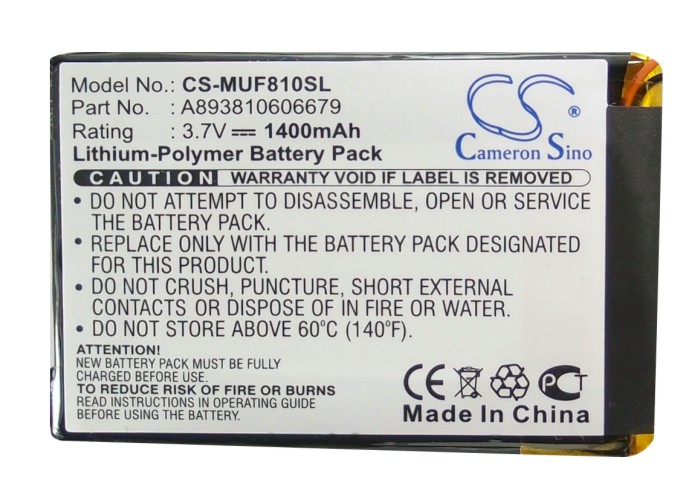 Model No.: CS-MUF810SL
Part No.: A893810606679
Rating: 3.7V 1400mAh
Lithium-Polymer Battery Pack
CS ®
Cameron Sino
CAUTION WARRANTY VOID IF LABEL IS REMOVED
• DO NOT ATTEMPT TO DISASSEMBLE, OPEN OR SERVICE
THE BATTERY PACK.
• REPLACE ONLY WITH THE BATTERY PACK DESIGNATED
FOR THIS PRODUCT.
• DO NOT CRUSH, PUNCTURE, SHORT EXTERNAL
CONTACTS OR DISPOSE OF IN FIRE OR WATER.
• DO NOT STORE ABOVE 60°C (140°F).
ATTENTION!
NEW BATTERY PACK MUST BE FULLY
CHARGED BEFORE USE.
TO REDUCE RISK OF FIRE OR BURNS
READ INSTRUCTIONS IN OPERATING GUIDE
BEFORE USING THIS BATTERY PACK.
CE PCT
Made In China